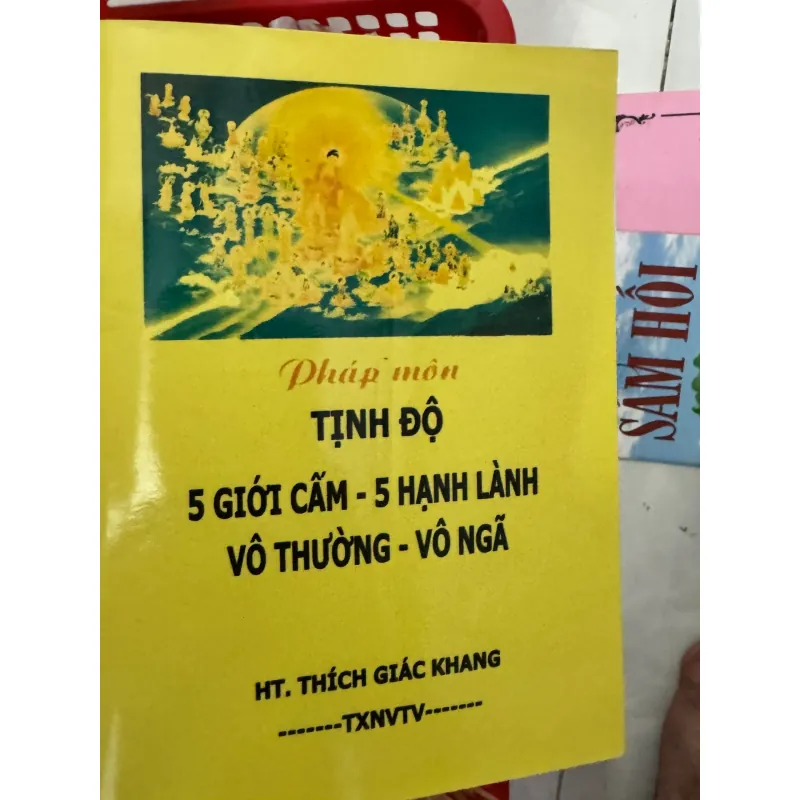 Pháp môn
TỊNH ĐỘ
5 GIỚI CẤM - 5 HẠNH LÀNH
VÔ THƯỜNG - VÔ NGÃ
HT. THÍCH GIÁC KHANG
-------TXNVTV-------
SÁM HỐI